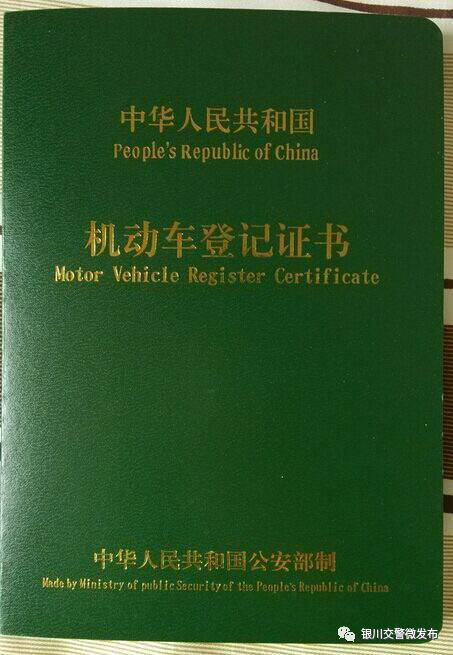 中华人民共和国
People's Republic of China
机动车登记证书
Motor Vehicle Register Certificate
中华人民共和国公安部制
Made by Ministry of public Security of the People's Republic of China
银川交警微发布